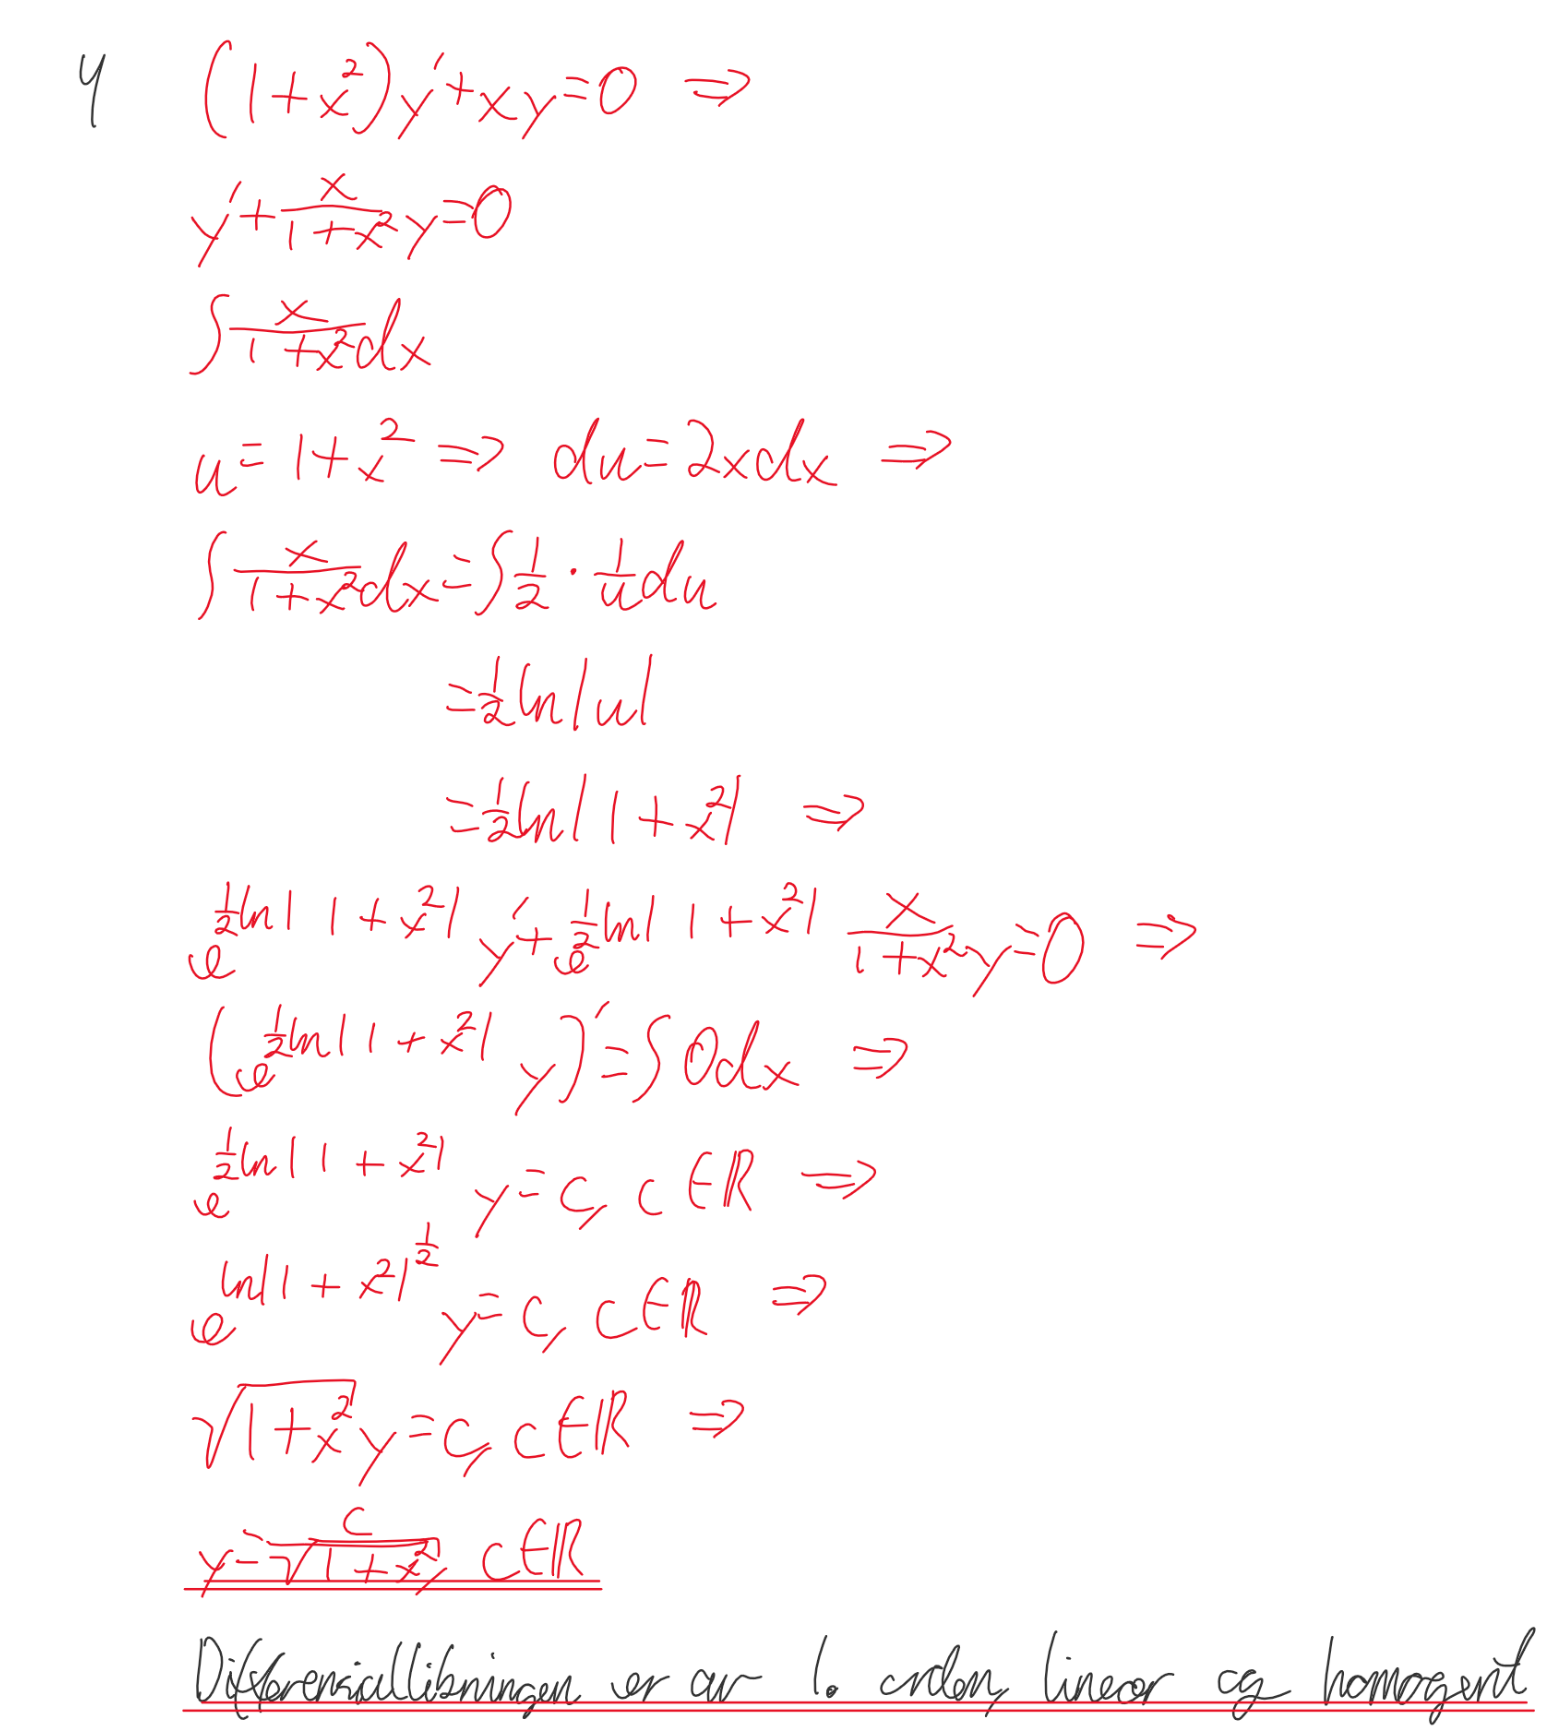 4 (1+x²)y'+xy=0 ⇒
y'+x/(1+x²) y=0
∫x/(1+x²) dx
u=1+x² ⇒ du=2xdx ⇒
∫x/(1+x²) dx=∫1/2 · 1/u du
=1/2 ln|u|
=1/2 ln|1+x²| ⇒
e^(1/2 ln|1+x²|) y'+e^(1/2 ln|1+x²|) x/(1+x²) y=0 ⇒
(e^(1/2 ln|1+x²|) y)'=∫0dx ⇒
e^(1/2 ln|1+x²|) y=C, C∈ℝ ⇒
e^(ln|1+x²|^(1/2)) y=C, C∈ℝ ⇒
√(1+x²) y=C, C∈ℝ ⇒
y=C/√(1+x²), C∈ℝ
Differensiallikningen er av 1. orden, lineær og homogent